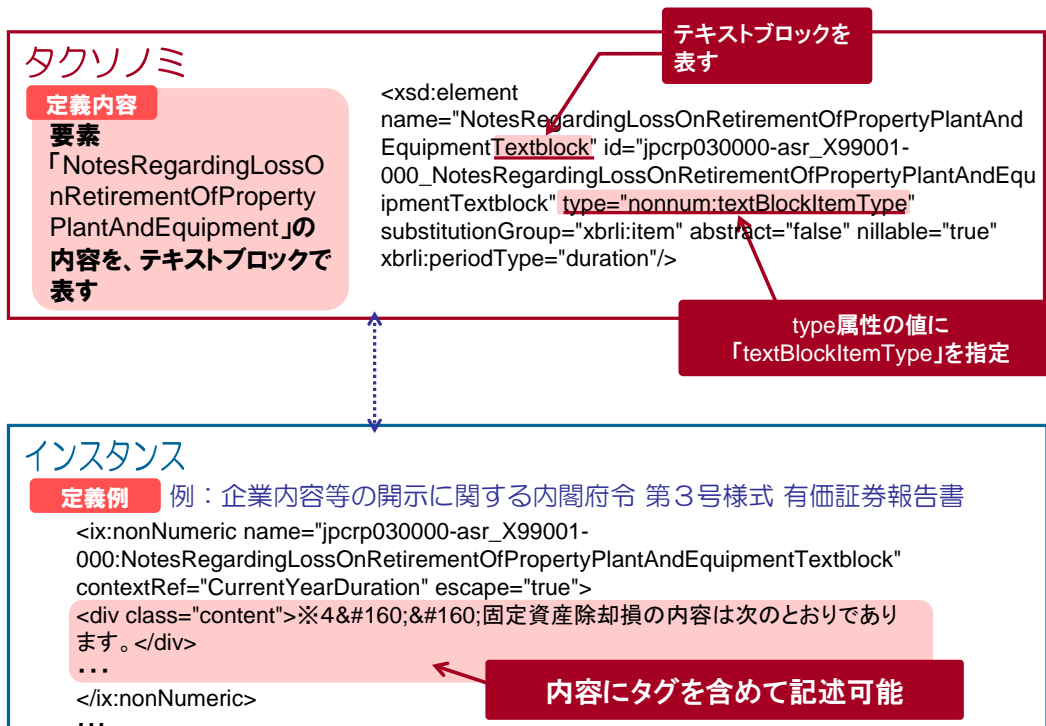 テキストブロックを
表す
タクソノミ
定義内容
要素
「NotesRegardingLossO
nRetirementOfProperty
PlantAndEquipment」の
内容を、テキストブロックで
表す
<xsd:element
name="NotesRegardingLossOnRetirementOfPropertyPlantAnd
EquipmentTextblock" id="jpcrp030000-asr_X99001-
000_NotesRegardingLossOnRetirementOfPropertyPlantAndEqu
ipmentTextblock" type="nonnum:textBlockItemType"
substitutionGroup="xbrli:item" abstract="false" nillable="true"
xbrli:periodType="duration"/>
type属性の値に
「textBlockItemType」を指定
インスタンス
定義例
例：企業内容等の開示に関する内閣府令 第３号様式 有価証券報告書
<ix:nonNumeric name="jpcrp030000-asr_X99001-
000:NotesRegardingLossOnRetirementOfPropertyPlantAndEquipmentTextblock"
contextRef="CurrentYearDuration" escape="true">
<div class="content">※４&#160;&#160;固定資産除却損の内容は次のとおりであり
ます。</div>
・・・
</ix:nonNumeric>
・・・
内容にタグを含めて記述可能